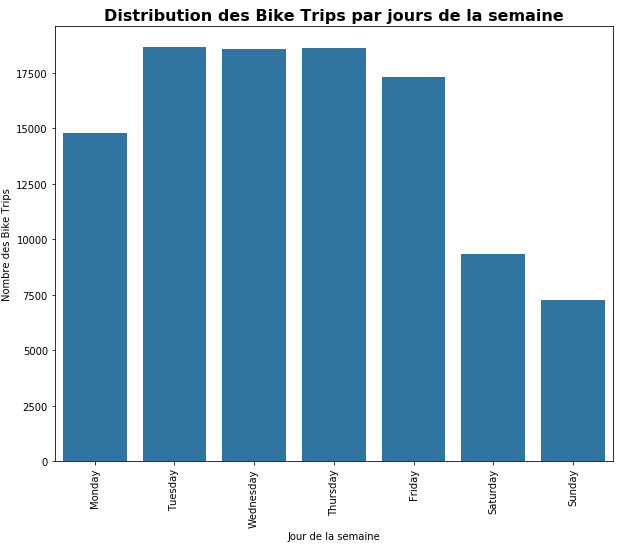 Distribution des Bike Trips par jours de la semaine
Nombre des Bike Trips
17500
15000
12500
10000
7500
5000
2500
0
Monday
Tuesday
Wednesday
Thursday
Friday
Saturday
Sunday
Jour de la semaine